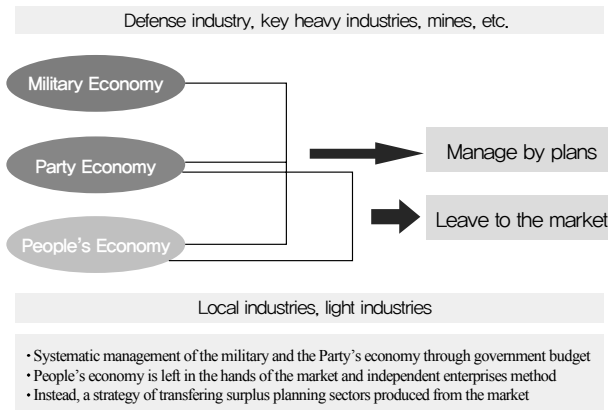 Defense industry, key heavy industries, mines, etc.
Military Economy
Party Economy
People's Economy
Manage by plans
Leave to the market
Local industries, light industries
・Systematic management of the military and the Party's economy through government budget
・People's economy is left in the hands of the market and independent enterprises method
・Instead, a strategy of transfering surplus planning sectors produced from the market